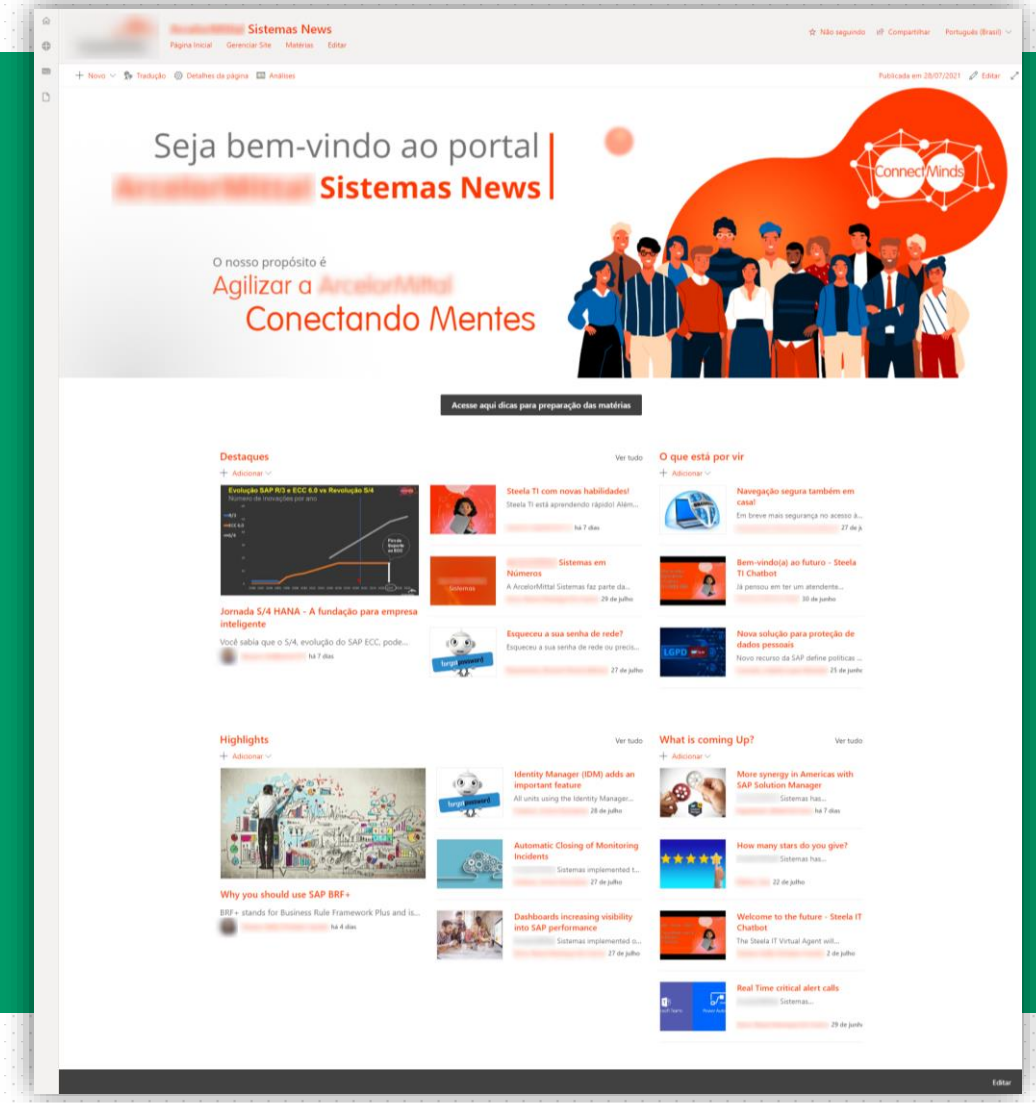 Sistemas News
Página Inicial Gerenciar Site Matérias Editar
Não seguindo Compartilhar Português (Brasil)
Novo Tradução Detalhes da página Análises
Publicada em 28/07/2021 Editar
Seja bem-vindo ao portal
Sistemas News
ConnectMinds
O nosso propósito é
Agilizar a
Conectando Mentes
Acesse aqui dicas para preparação das matérias
Destaques
Ver tudo
Adicionar
Evolução SAP R/3 e ECC 6.0 vs Revolução S/4
Número de inovações por ano
Jornada S/4 HANA - A fundação para empresa
inteligente
Você sabia que o S/4, evolução do SAP ECC, pode...
há 7 dias
Steela TI com novas habilidades!
Steela TI está aprendendo rápido! Além...
há 7 dias
Sistemas
Sistemas em
Números
A ArcelorMittal Sistemas faz parte da...
29 de julho
forgot password
Esqueceu a sua senha de rede?
Esqueceu a sua senha de rede ou precis...
27 de julho
O que está por vir
Adicionar
Navegação segura também em
casa!
Em breve mais segurança no acesso à...
27 de j
Bem-vindo(a) ao futuro - Steela
TI Chatbot
Já pensou em ter um atendente...
30 de junho
LGPD
Nova solução para proteção de
dados pessoais
Novo recurso da SAP define políticas ...
25 de junho
Highlights
Ver tudo
Adicionar
Why you should use SAP BRF+
BRF+ stands for Business Rule Framework Plus and is...
há 4 dias
forgot password
Identity Manager (IDM) adds an
important feature
All units using the Identity Manager...
28 de julho
Automatic Closing of Monitoring
Incidents
Sistemas implemented t...
27 de julho
Dashboards increasing visibility
into SAP performance
Sistemas implemented o...
27 de julho
What is coming Up?
Ver tudo
Adicionar
More synergy in Americas with
SAP Solution Manager
Sistemas has...
há 7 dias
How many stars do you give?
Sistemas has...
22 de julho
Welcome to the future - Steela IT
Chatbot
The Steela IT Virtual Agent will...
2 de julho
Real Time critical alert calls
Sistemas...
29 de junho
Editar